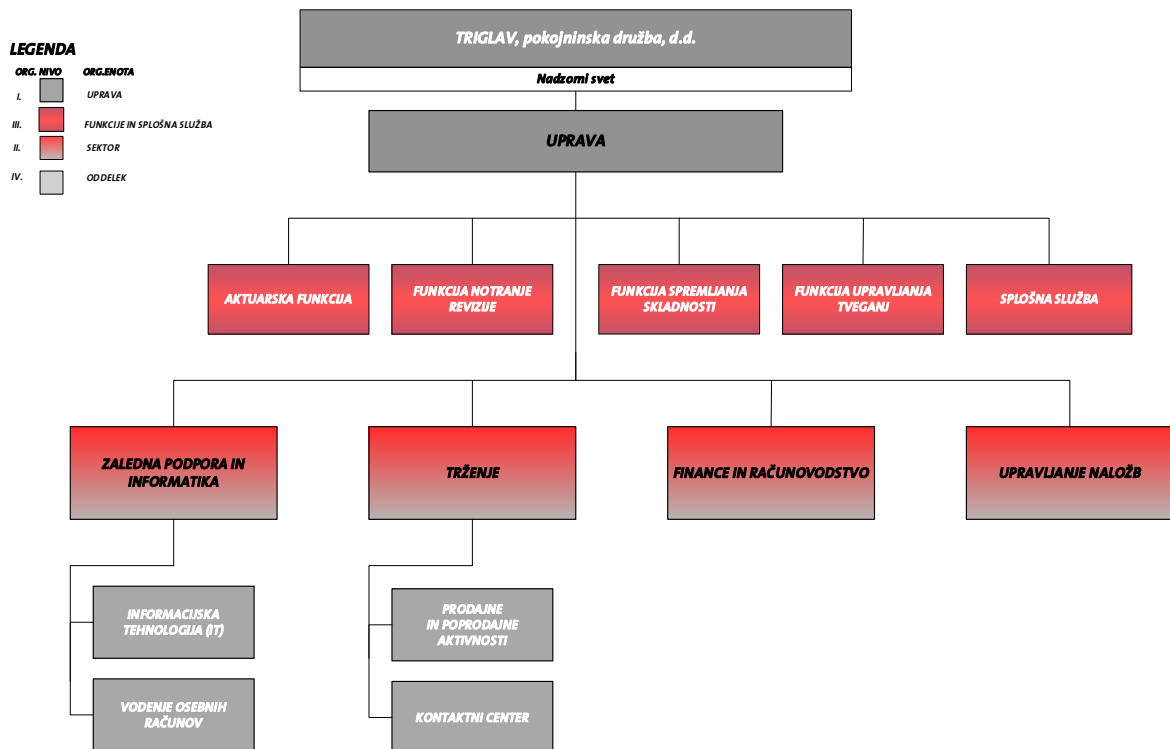 TRIGLAV, pokojninska družba, d.d.
Nadzorni svet
LEGENDA
ORG. NIVO ORG.ENOTA
I. UPRAVA
III. FUNKCIJE IN SPLOŠNA SLUŽBA
II. SEKTOR
IV. ODDELEK
UPRAVA
AKTUARSKA FUNKCIJA
FUNKCIJA NOTRANJE
REVIZIJE
FUNKCIJA SPREMLJANJA
SKLADNOSTI
FUNKCIJA UPRAVLJANJA
TVEGANJ
SPLOŠNA SLUŽBA
ZALEDNA PODPORA IN
INFORMATIKA
TRŽENJE
FINANCE IN RAČUNOVODSTVO
UPRAVLJANJE NALOŽB
INFORMACIJSKA
TEHNOLOGIJA (IT)
VODENJE OSEBNIH
RAČUNOV
PRODAJNE
IN POPRODAJNE
AKTIVNOSTI
KONTAKTNI CENTER